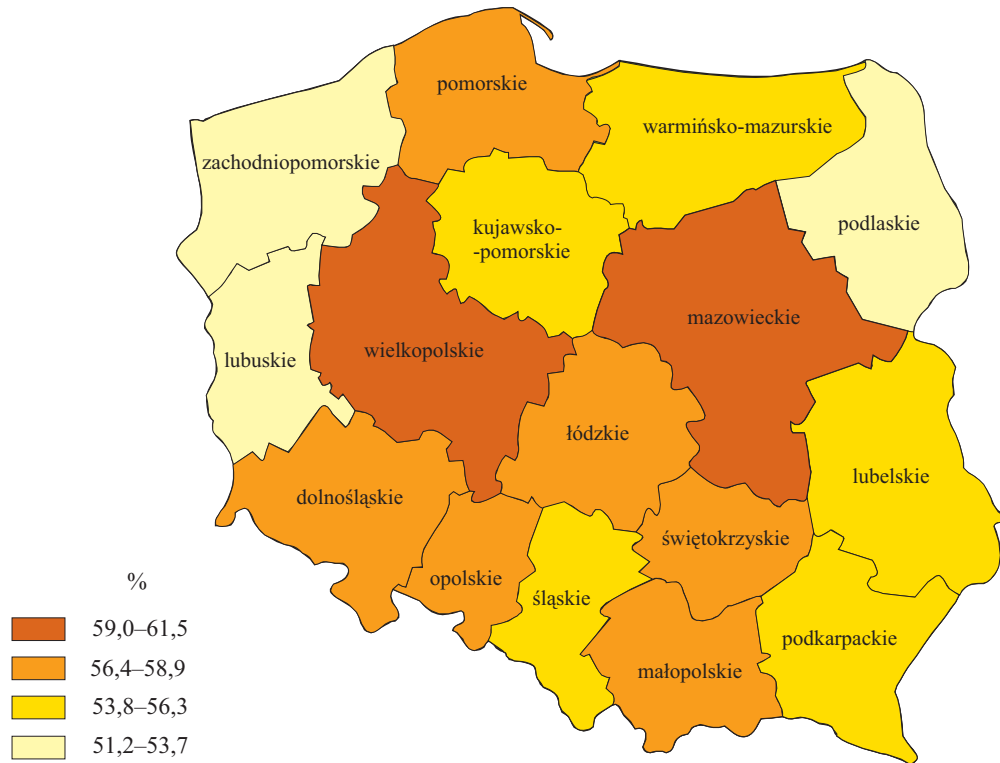 pomorskie
warmińsko-mazurskie
zachodniopomorskie
podlaskie
kujawsko-
-pomorskie
mazowieckie
wielkopolskie
lubuskie
łódzkie
lubelskie
dolnośląskie
świętokrzyskie
opolskie
śląskie
podkarpackie
małopolskie
%
59,0–61,5
56,4–58,9
53,8–56,3
51,2–53,7